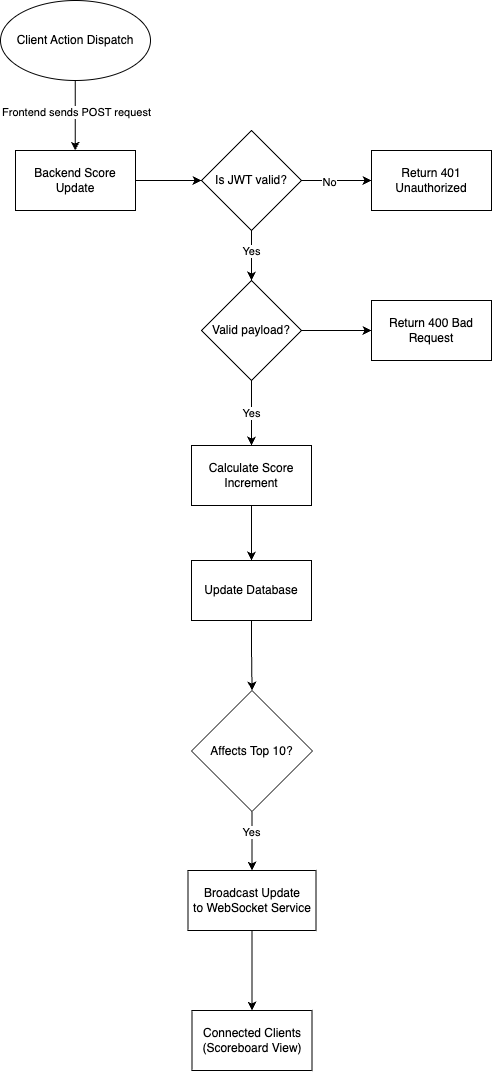 Client Action Dispatch
Frontend sends POST request
Backend Score
Update
Is JWT valid?
No
Return 401
Unauthorized
Yes
Valid payload?
Return 400 Bad
Request
Yes
Calculate Score
Increment
Update Database
Affects Top 10?
Yes
Broadcast Update
to WebSocket Service
Connected Clients
(Scoreboard View)